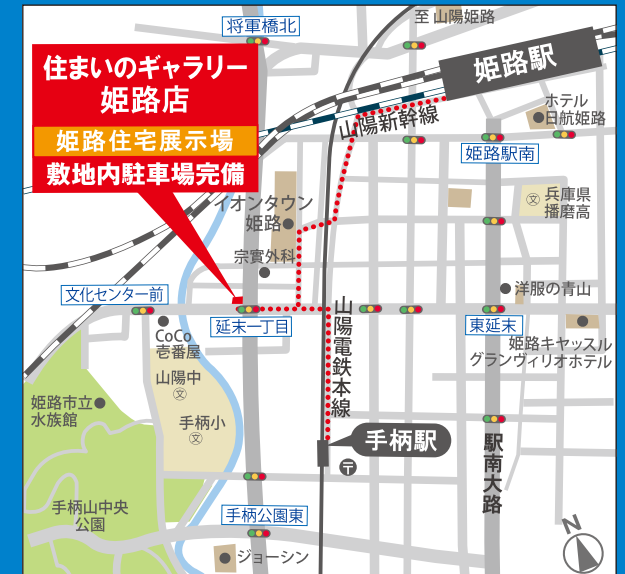 至 山陽姫路
将軍橋北
姫路駅
住まいのギャラリー
姫路店
姫路住宅展示場
敷地内駐車場完備
山陽新幹線
ホテル
日航姫路
姫路駅南
兵庫県
播磨高
文
イオンタウン
姫路
宗實外科
文化センター前
延末一丁目
山陽電鉄本線
洋服の青山
東延末
CoCo
壱番屋
姫路キャッスル
グランヴィリオホテル
山陽中
文
姫路市立
水族館
手柄小
文
手柄駅
〒
駅南大路
手柄山中央
公園
手柄公園東
ジョーシン
N